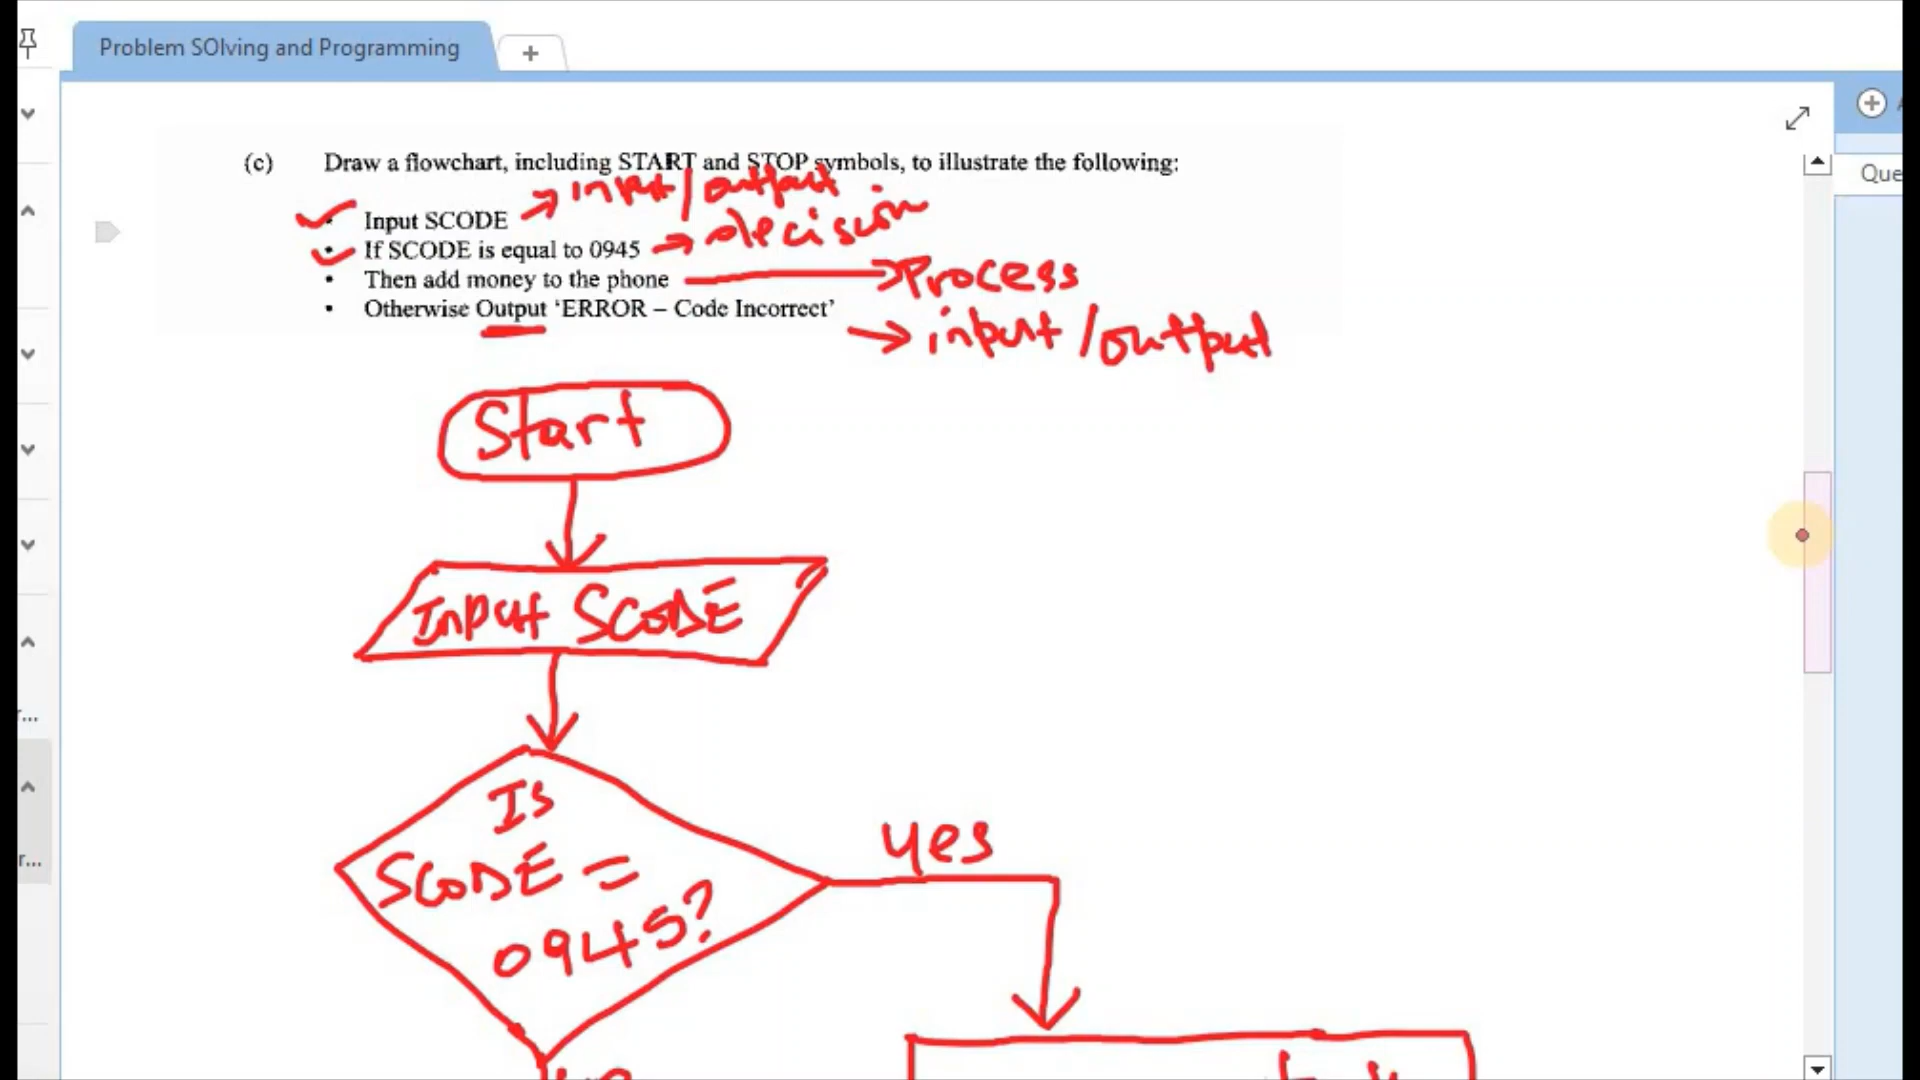 Problem SOlving and Programming
+
Que
(c) Draw a flowchart, including START and STOP symbols, to illustrate the following:
→ input/output
• Input SCODE
→ decision
• If SCODE is equal to 0945
• Then add money to the phone
→ Process
• Otherwise Output ‘ERROR – Code Incorrect’
→ input/output
Start
Input SCODE
Is
SCODE =
0945?
yes
r...
r...